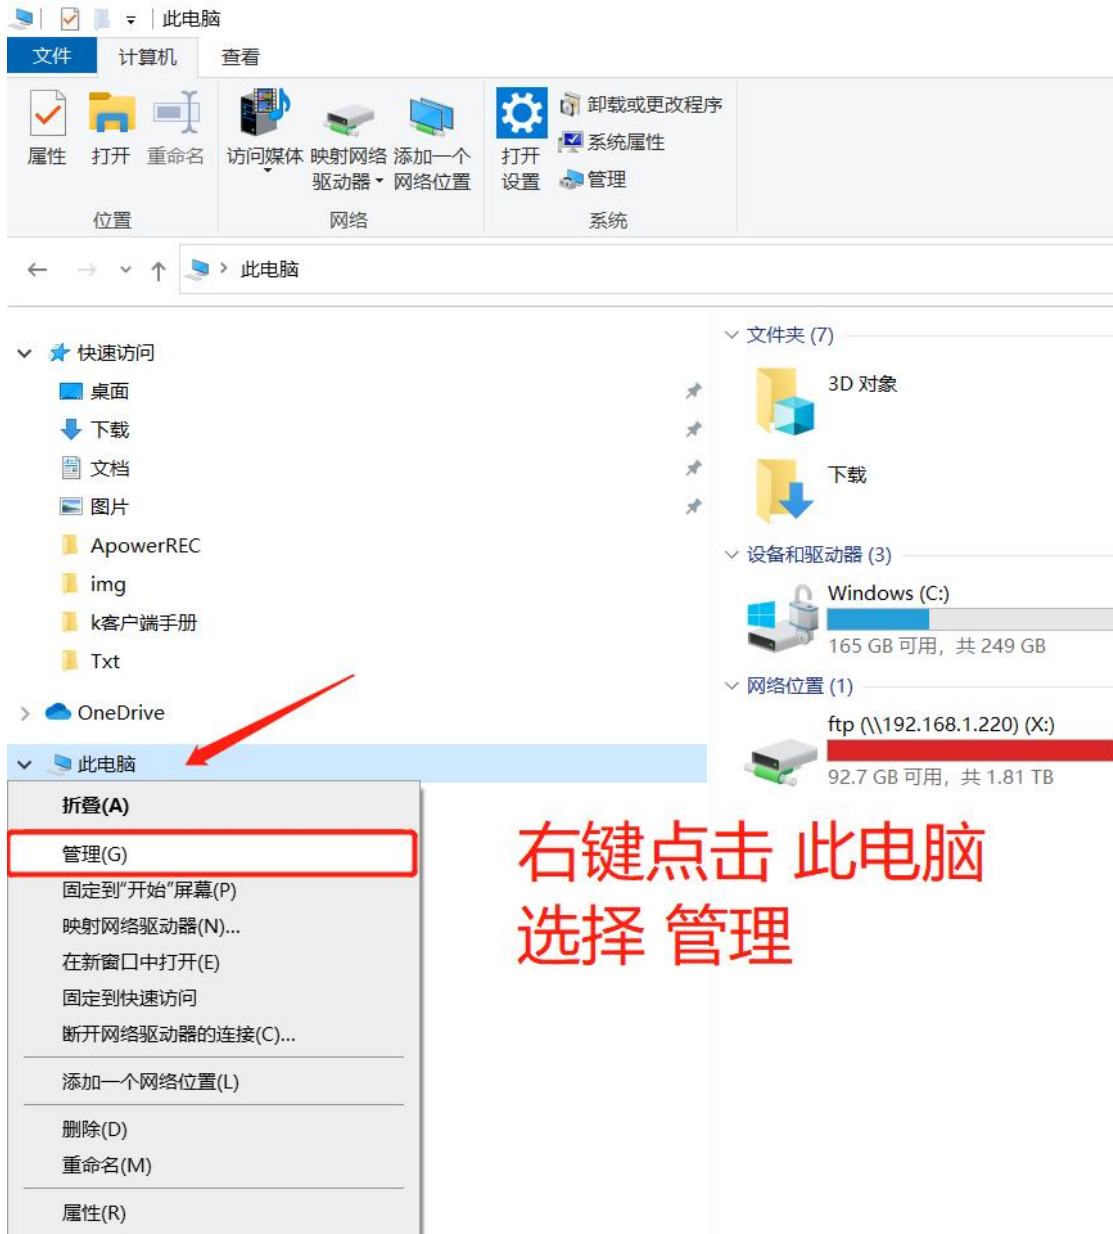 此电脑
文件 计算机 查看
属性 打开 重命名 访问媒体 映射网络驱动器 添加一个网络位置 打开设置 卸载或更改程序
系统属性
管理
位置 网络 系统
此电脑
快速访问
桌面
下载
文档
图片
ApowerREC
img
k客户端手册
Txt
OneDrive
此电脑
折叠(A)
管理(G)
固定到"开始"屏幕(P)
映射网络驱动器(N)...
在新窗口中打开(E)
固定到快速访问
断开网络驱动器的连接(C)...
添加一个网络位置(L)
删除(D)
重命名(M)
属性(R)
文件夹 (7)
3D 对象
下载
设备和驱动器 (3)
Windows (C:)
165 GB 可用，共 249 GB
网络位置 (1)
ftp (\\192.168.1.220) (X:)
92.7 GB 可用，共 1.81 TB
右键点击 此电脑
选择 管理